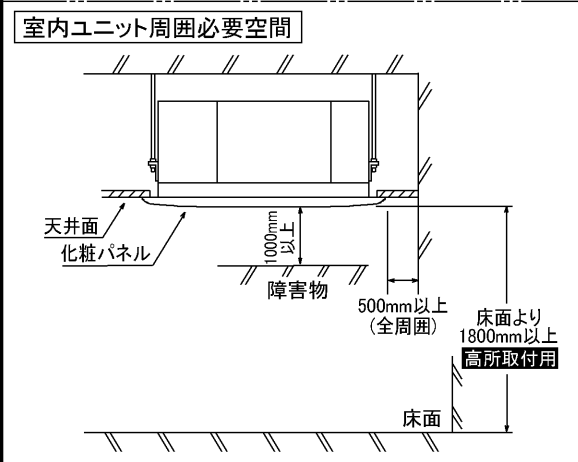 室内ユニット周囲必要空間
天井面
化粧パネル
1000mm
以上
障害物
500mm以上
(全周囲)
床面より
1800mm以上
高所取付用
床面